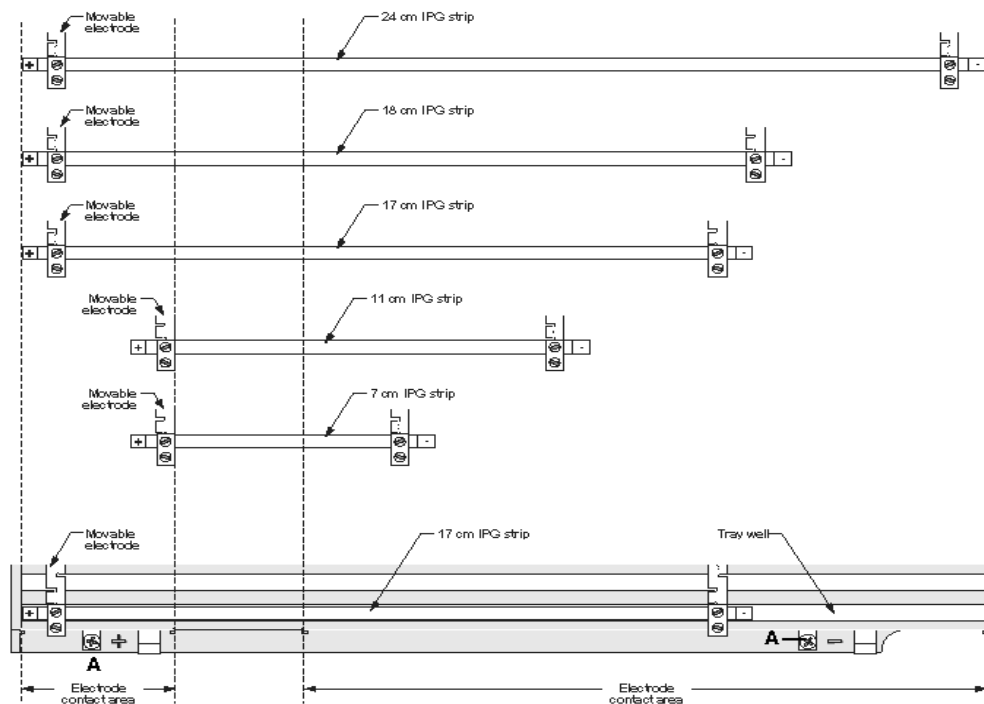 Movable
electrode
24 cm IPG strip
+
-
Movable
electrode
18 cm IPG strip
+
-
Movable
electrode
17 cm IPG strip
+
-
Movable
electrode
11 cm IPG strip
+
-
Movable
electrode
7 cm IPG strip
+
-
Movable
electrode
17 cm IPG strip
Tray well
+
-
+
A
A
-
Electrode
contact area
Electrode
contact area